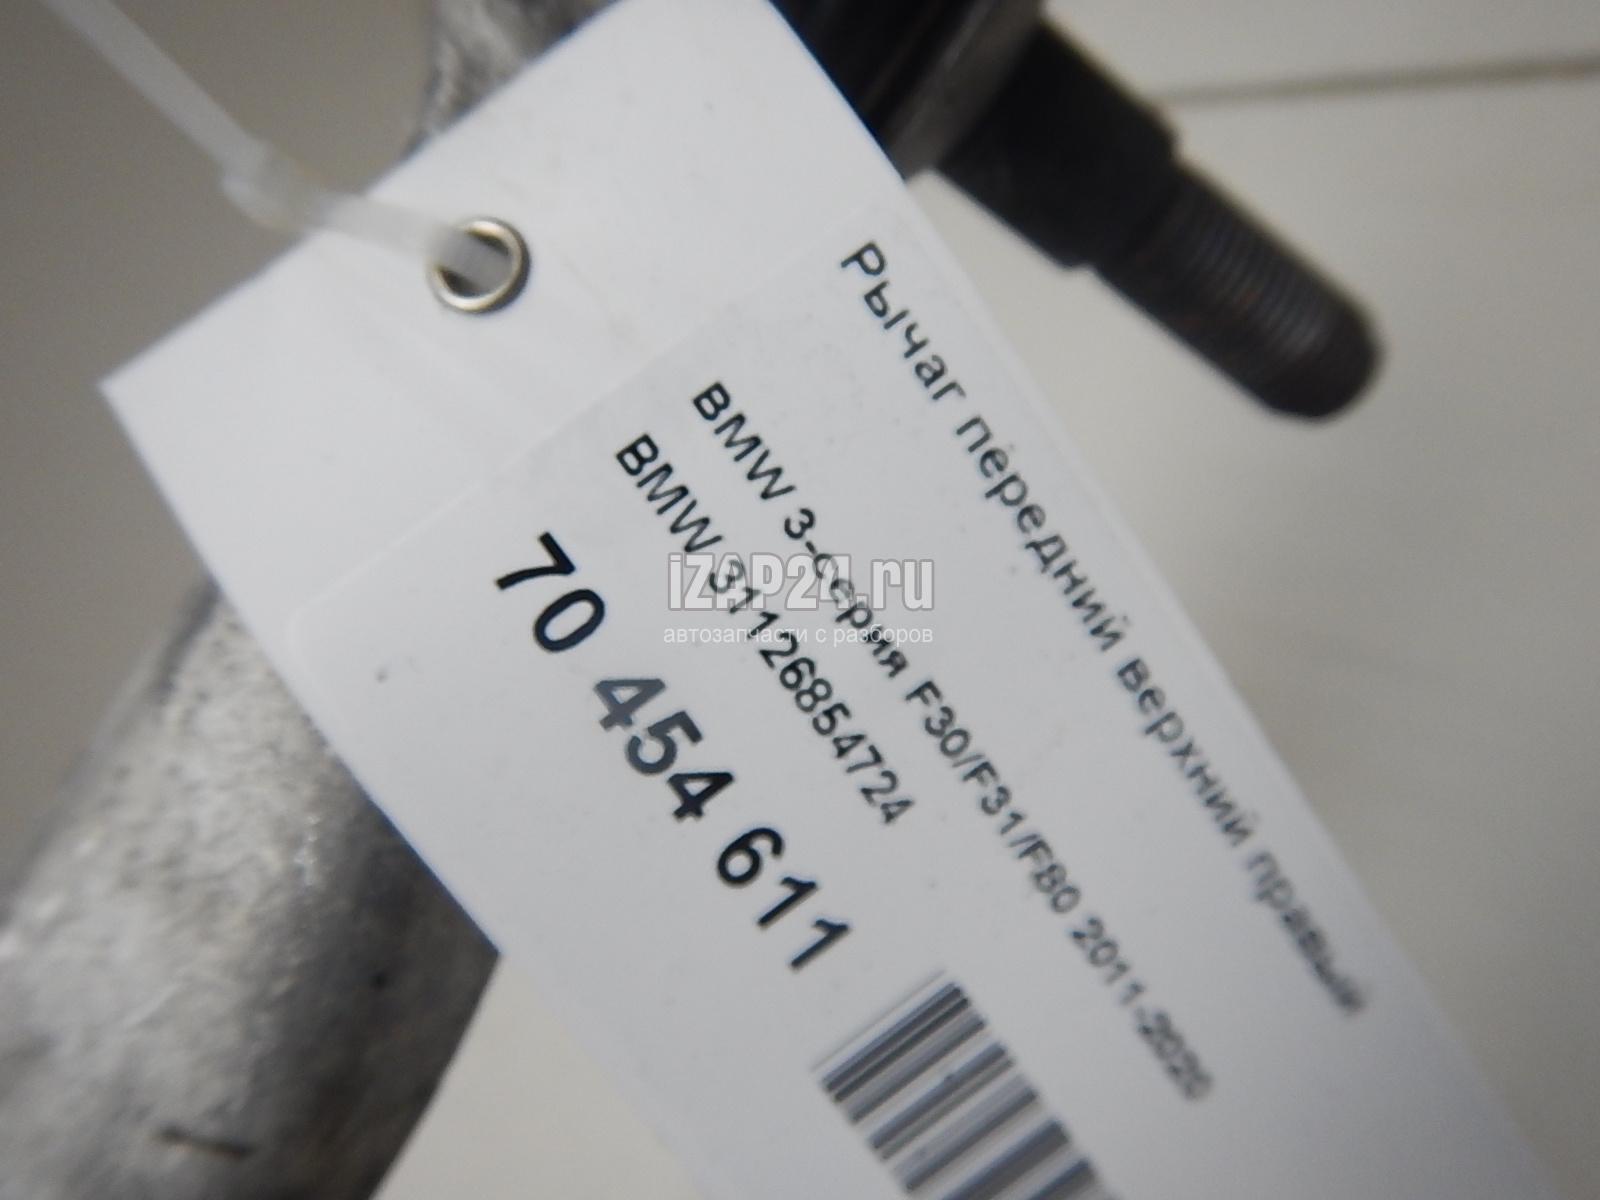 Рычаг передний верхний правый
BMW 3-серия F30/F31/F80 2011-2020
BMW 31126854724
70 454 611
iZAP24.ru
автозапчасти с разборов